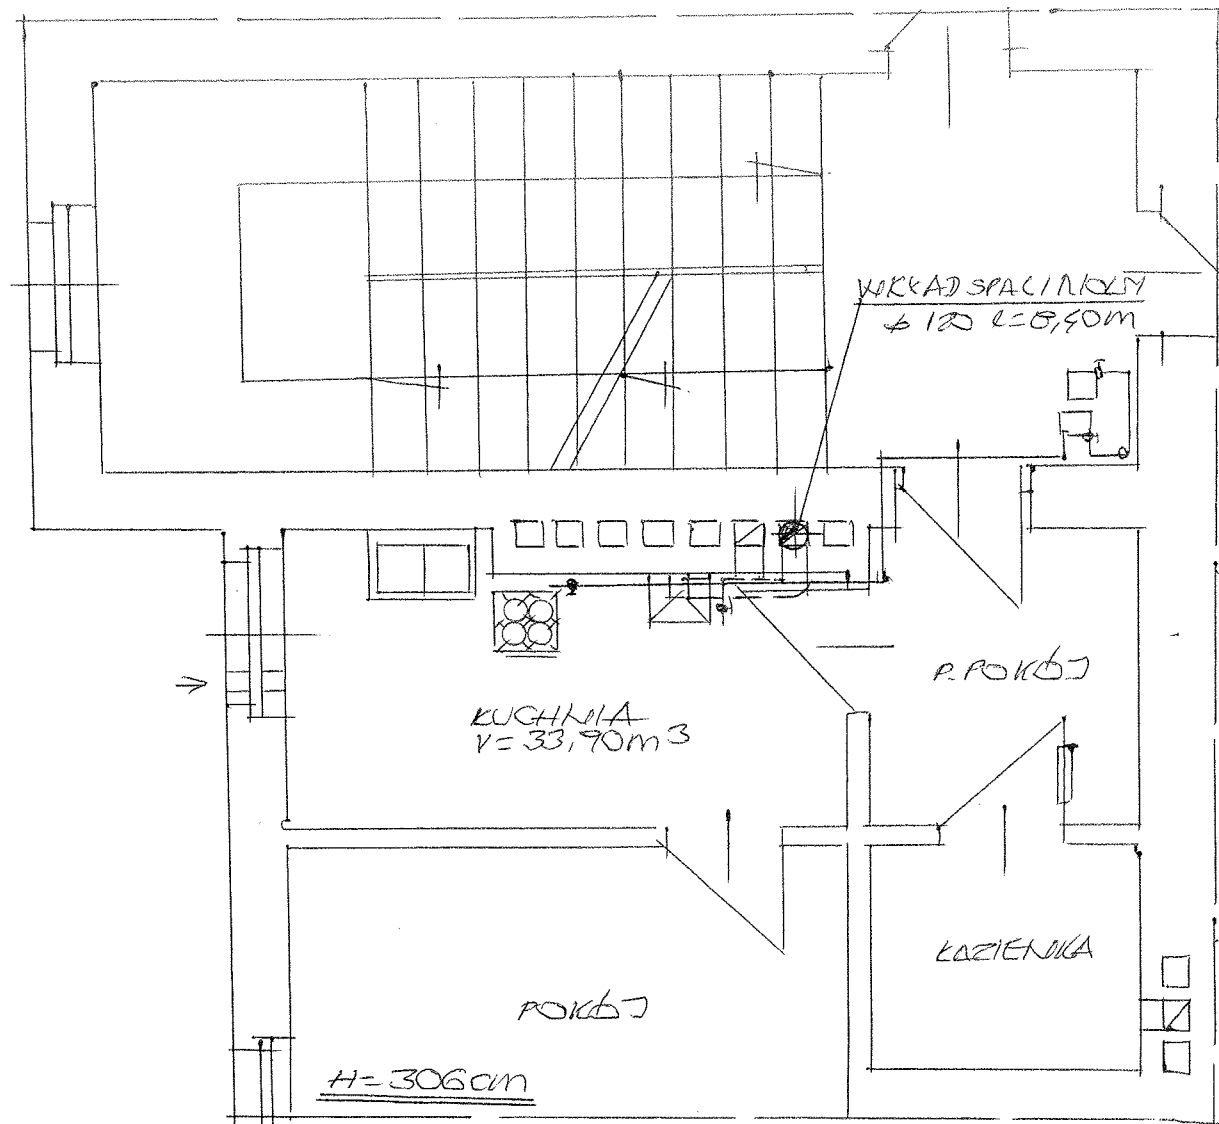 WKŁAD SPALINOWY
ϕ 120 l=8,40m
P. POKÓJ
KUCHNIA
V=33,90m3
ŁAZIENKA
POKÓJ
H=306cm